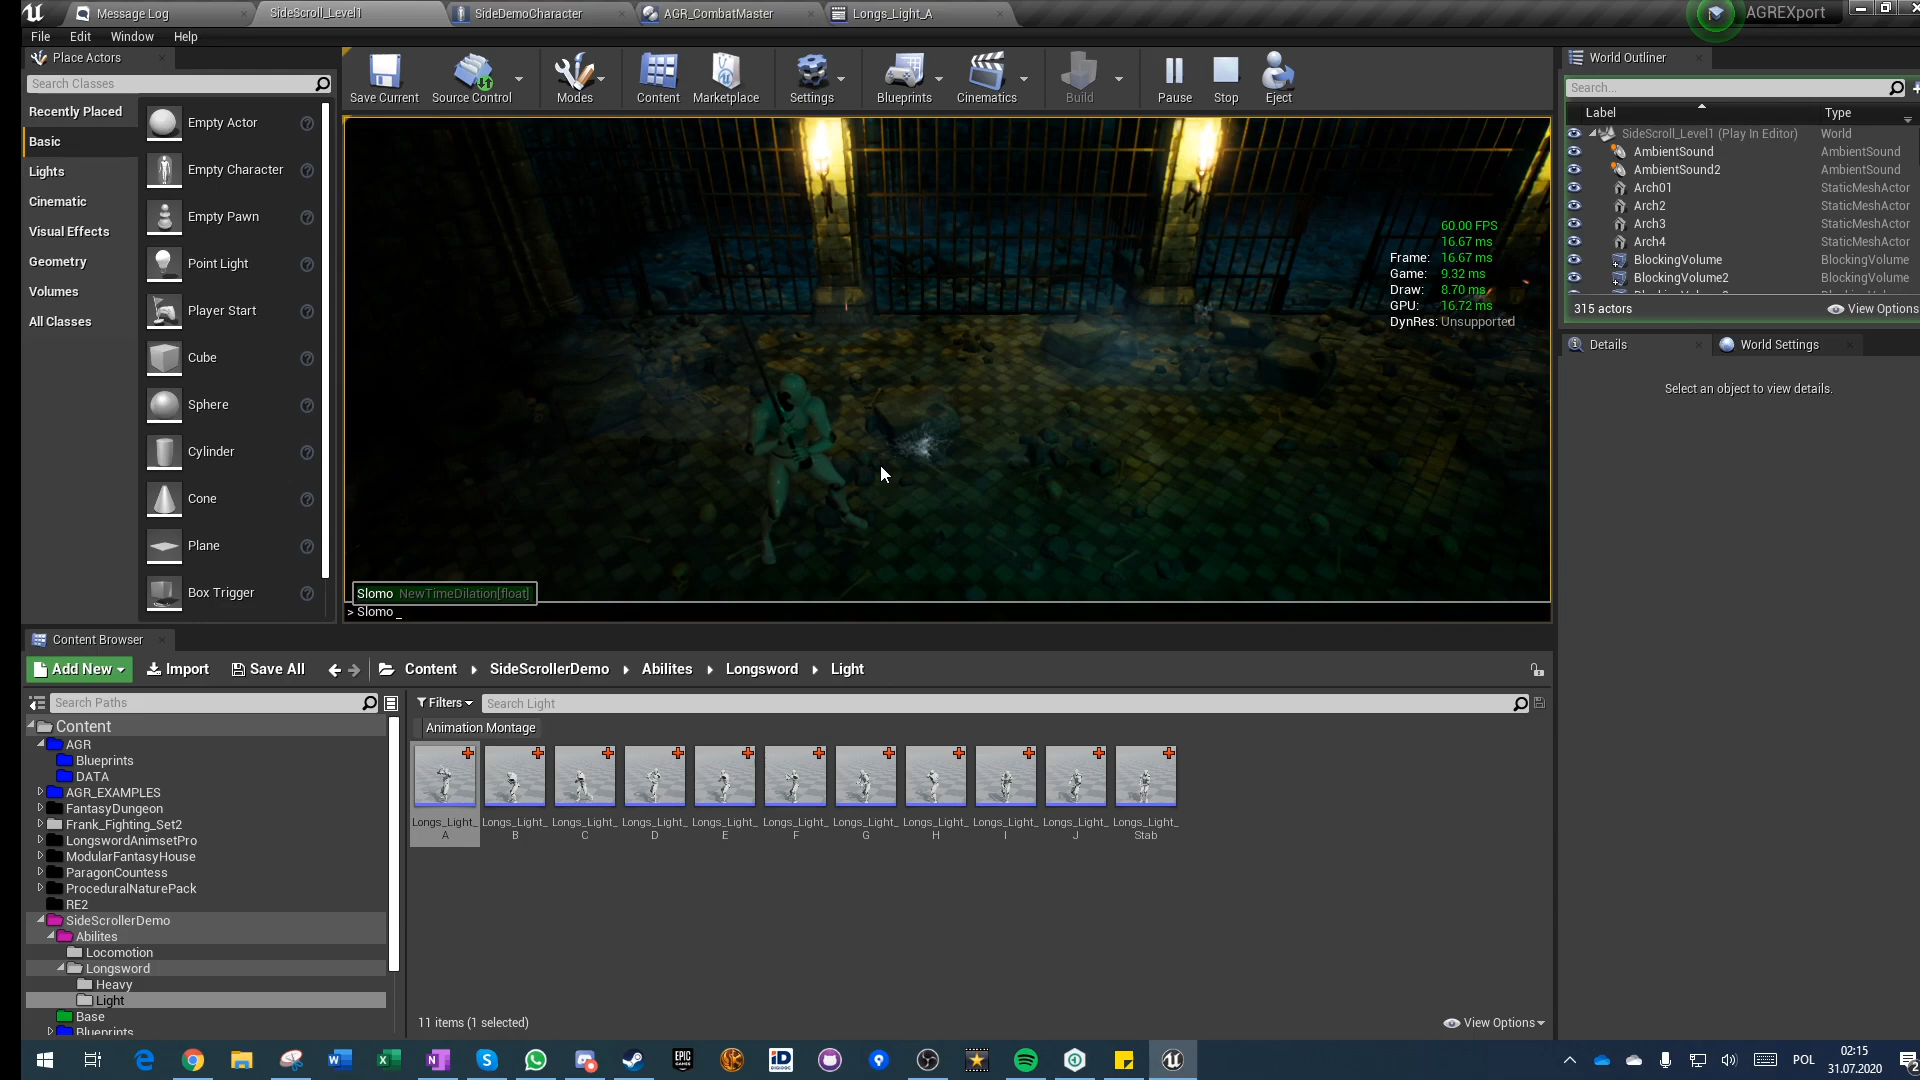 Message Log
SideScroll_Level1
SideDemoCharacter
AGR_CombatMaster
Longs_Light_A
AGREXport
File Edit Window Help
Place Actors
Search Classes
Recently Placed
Basic
Lights
Cinematic
Visual Effects
Geometry
Volumes
All Classes
Empty Actor
Empty Character
Empty Pawn
Point Light
Player Start
Cube
Sphere
Cylinder
Cone
Plane
Box Trigger
Save Current
Source Control
Modes
Content
Marketplace
Settings
Blueprints
Cinematics
Build
Pause
Stop
Eject
60.00 FPS
16.67 ms
Frame: 16.67 ms
Game: 9.32 ms
Draw: 8.70 ms
GPU: 16.72 ms
DynRes: Unsupported
Slomo NewTimeDilation[float]
> Slomo _
World Outliner
Search...
Label Type
SideScroll_Level1 (Play In Editor) World
AmbientSound AmbientSound
AmbientSound2 AmbientSound
Arch01 StaticMeshActor
Arch2 StaticMeshActor
Arch3 StaticMeshActor
Arch4 StaticMeshActor
BlockingVolume BlockingVolume
BlockingVolume2 BlockingVolume
315 actors View Options
Details
World Settings
Select an object to view details.
Content Browser
Add New Import Save All Content SideScrollerDemo Abilites Longsword Light
Search Paths
Filters Search Light
Animation Montage
Content
AGR
Blueprints
DATA
AGR_EXAMPLES
FantasyDungeon
Frank_Fighting_Set2
LongswordAnimsetPro
ModularFantasyHouse
ParagonCountess
ProceduralNaturePack
RE2
SideScrollerDemo
Abilites
Locomotion
Longsword
Heavy
Light
Base
Blueprints
Longs_Light_A
Longs_Light_B
Longs_Light_C
Longs_Light_D
Longs_Light_E
Longs_Light_F
Longs_Light_G
Longs_Light_H
Longs_Light_I
Longs_Light_J
Longs_Light_Stab
11 items (1 selected)
View Options
EPIC
GAMES
iD
DIGIDOC
POL
02:15
31.07.2020
2